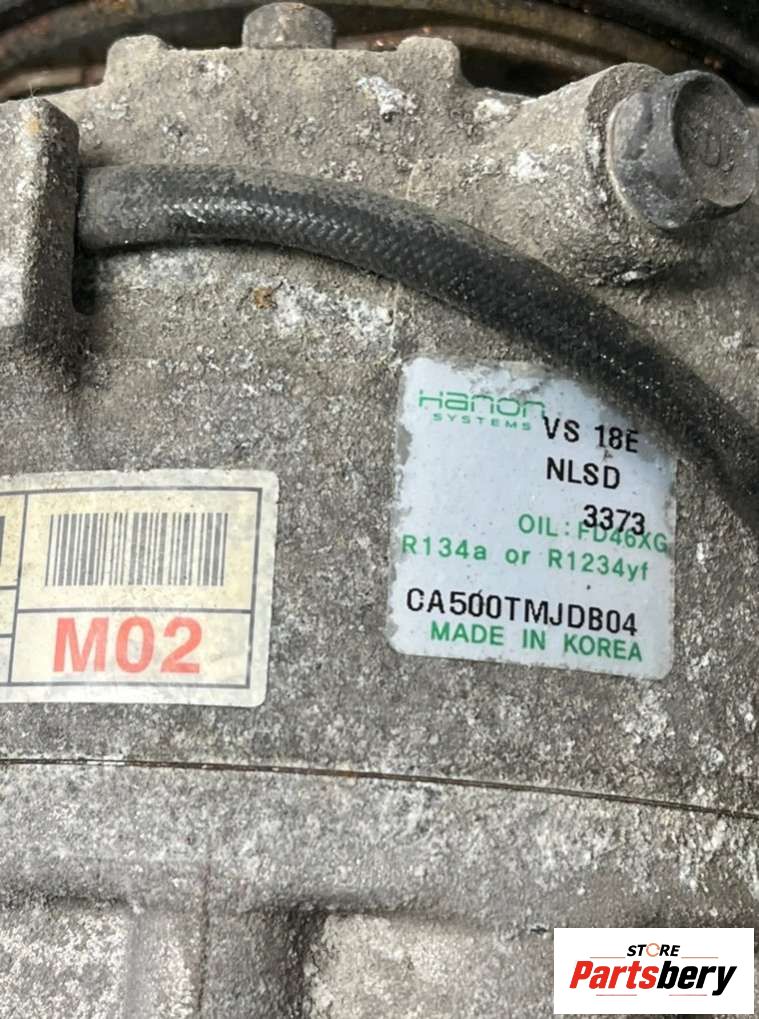 Hanon
SYSTEMS
VS 18E
NLSD
3373
OIL : FD46XG
R134a or R1234yf
CA500TMJDB04
MADE IN KOREA
M02
STORE
Partsbery